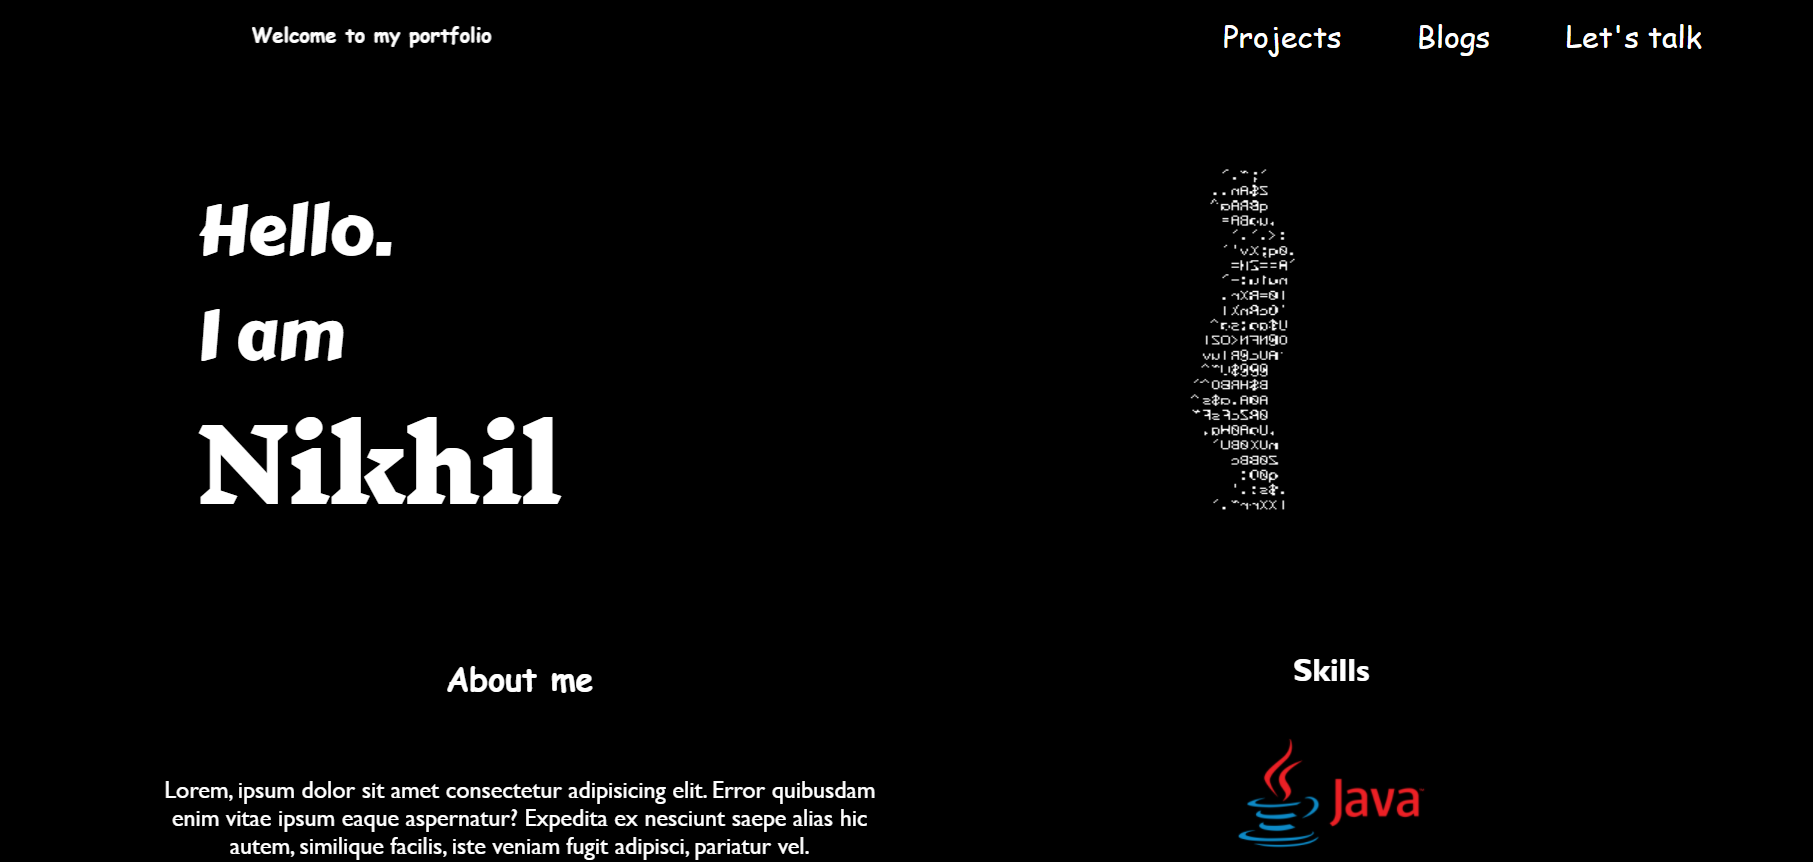 Welcome to my portfolio
Projects
Blogs
Let's talk
Hello.
I am
Nikhil
About me
Lorem, ipsum dolor sit amet consectetur adipisicing elit. Error quibusdam
enim vitae ipsum eaque aspernatur? Expedita ex nesciunt saepe alias hic
autem, similique facilis, iste veniam fugit adipisci, pariatur vel.
Skills
Java